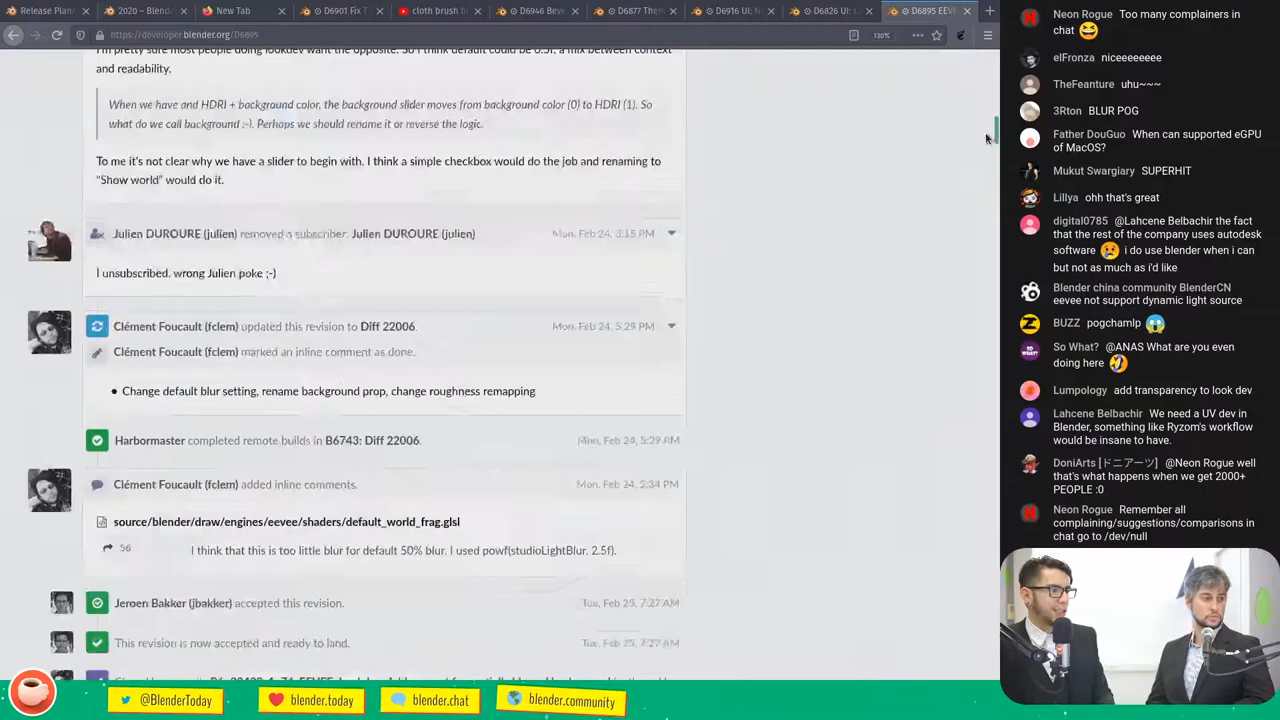 Release Plan
2020 –
New Tab
D6901 Fix T
cloth brush b
D6946 Beve
D6877 Them
D6916 UI: N
D6826 UI: L
D6895 EEV
https://developer.blender.org/D6895
130%
I'm pretty sure most people doing lookdev want the opposite. So I think default could be 0.5f, a mix between context
and readability.
When we have and HDRI + background color, the background slider moves from background color (0) to HDRI (1). So
what do we call background :-). Perhaps we should rename it or reverse the logic.
To me it's not clear why we have a slider to begin with. I think a simple checkbox would do the job and renaming to
"Show world" would do it.
Julien DUROURE (julien) removed a subscriber: Julien DUROURE (julien)
Mon, Feb 24, 3:15 PM
I unsubscribed, wrong Julien poke ;-)
Clément Foucault (fclem) updated this revision to Diff 22006.
Mon, Feb 24, 5:29 PM
Clément Foucault (fclem) marked an inline comment as done.
• Change default blur setting, rename background prop, change roughness remapping
Harbormaster completed remote builds in B6743: Diff 22006.
Mon, Feb 24, 5:29 AM
Clément Foucault (fclem) added inline comments.
Mon, Feb 24, 5:34 PM
source/blender/draw/engines/eevee/shaders/default_world_frag.glsl
56
I think that this is too little blur for default 50% blur. I used powf(studioLightBlur, 2.5f).
Jeroen Bakker (jbakker) accepted this revision.
Tue, Feb 25, 7:27 AM
This revision is now accepted and ready to land.
Tue, Feb 25, 7:27 AM
Neon Rogue Too many complainers in
chat
elFronza niceeeeeeee
TheFeanture uhu~~~
3Rton BLUR POG
Father DouGuo When can supported eGPU
of MacOS?
Mukut Swargiary SUPERHIT
Lillya ohh that's great
digital0785 @Lahcene Belbachir the fact
that the rest of the company uses autodesk
software i do use blender when i can
but not as much as i'd like
Blender china community BlenderCN
eevee not support dynamic light source
BUZZ pogchamlp
So What? @ANAS What are you even
doing here
Lumpology add transparency to look dev
Lahcene Belbachir We need a UV dev in
Blender, something like Ryzom's workflow
would be insane to have.
DoniArts [ドニアーツ] @Neon Rogue well
that's what happens when we get 2000+
PEOPLE :0
Neon Rogue Remember all
complaining/suggestions/comparisons in
chat go to /dev/null
@BlenderToday
blender.today
blender.chat
blender.community